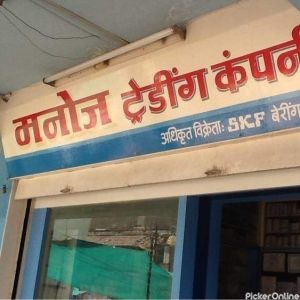 मनोज ट्रेडींग कंपनी
अधिकृत विक्रेताः SKF बेरींग
PickerOnline